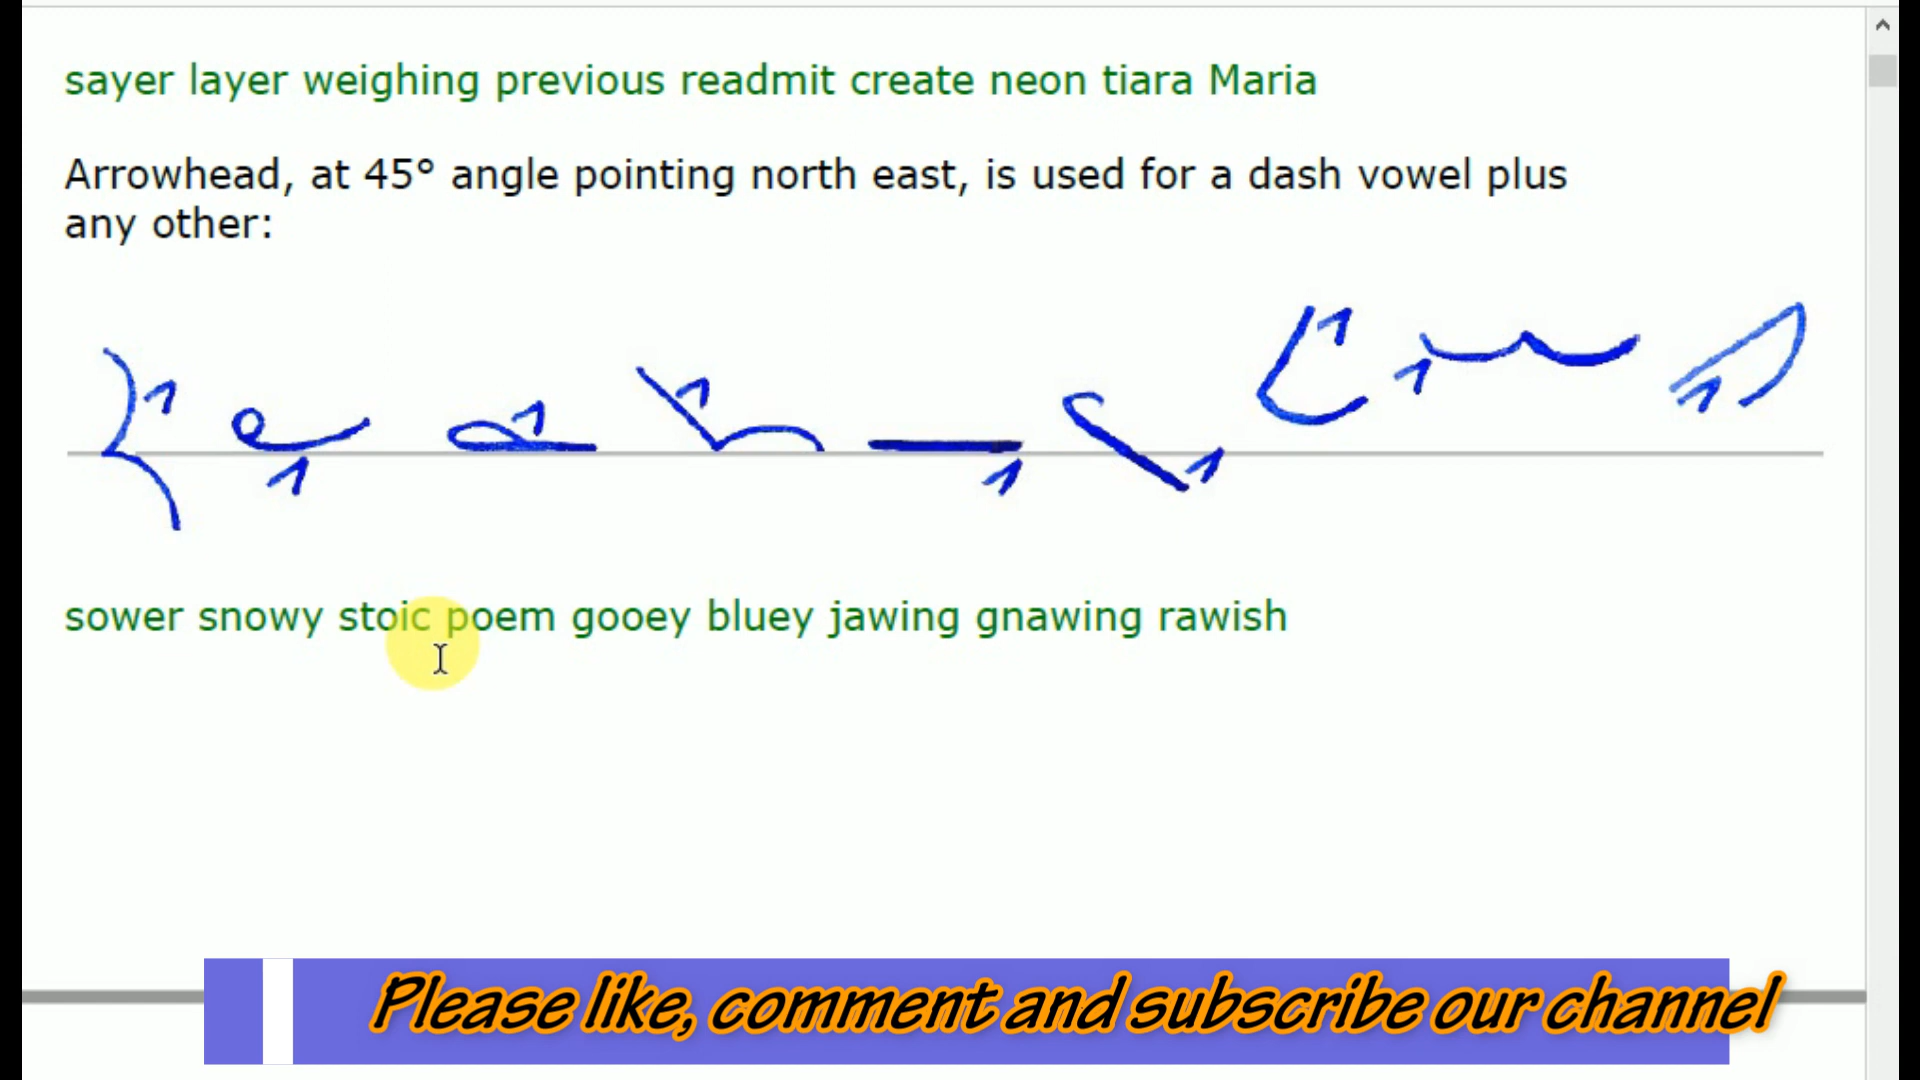 sayer layer weighing previous readmit create neon tiara Maria
Arrowhead, at 45° angle pointing north east, is used for a dash vowel plus
any other:
sower snowy stoic poem gooey bluey jawing gnawing rawish
Please like, comment and subscribe our channel